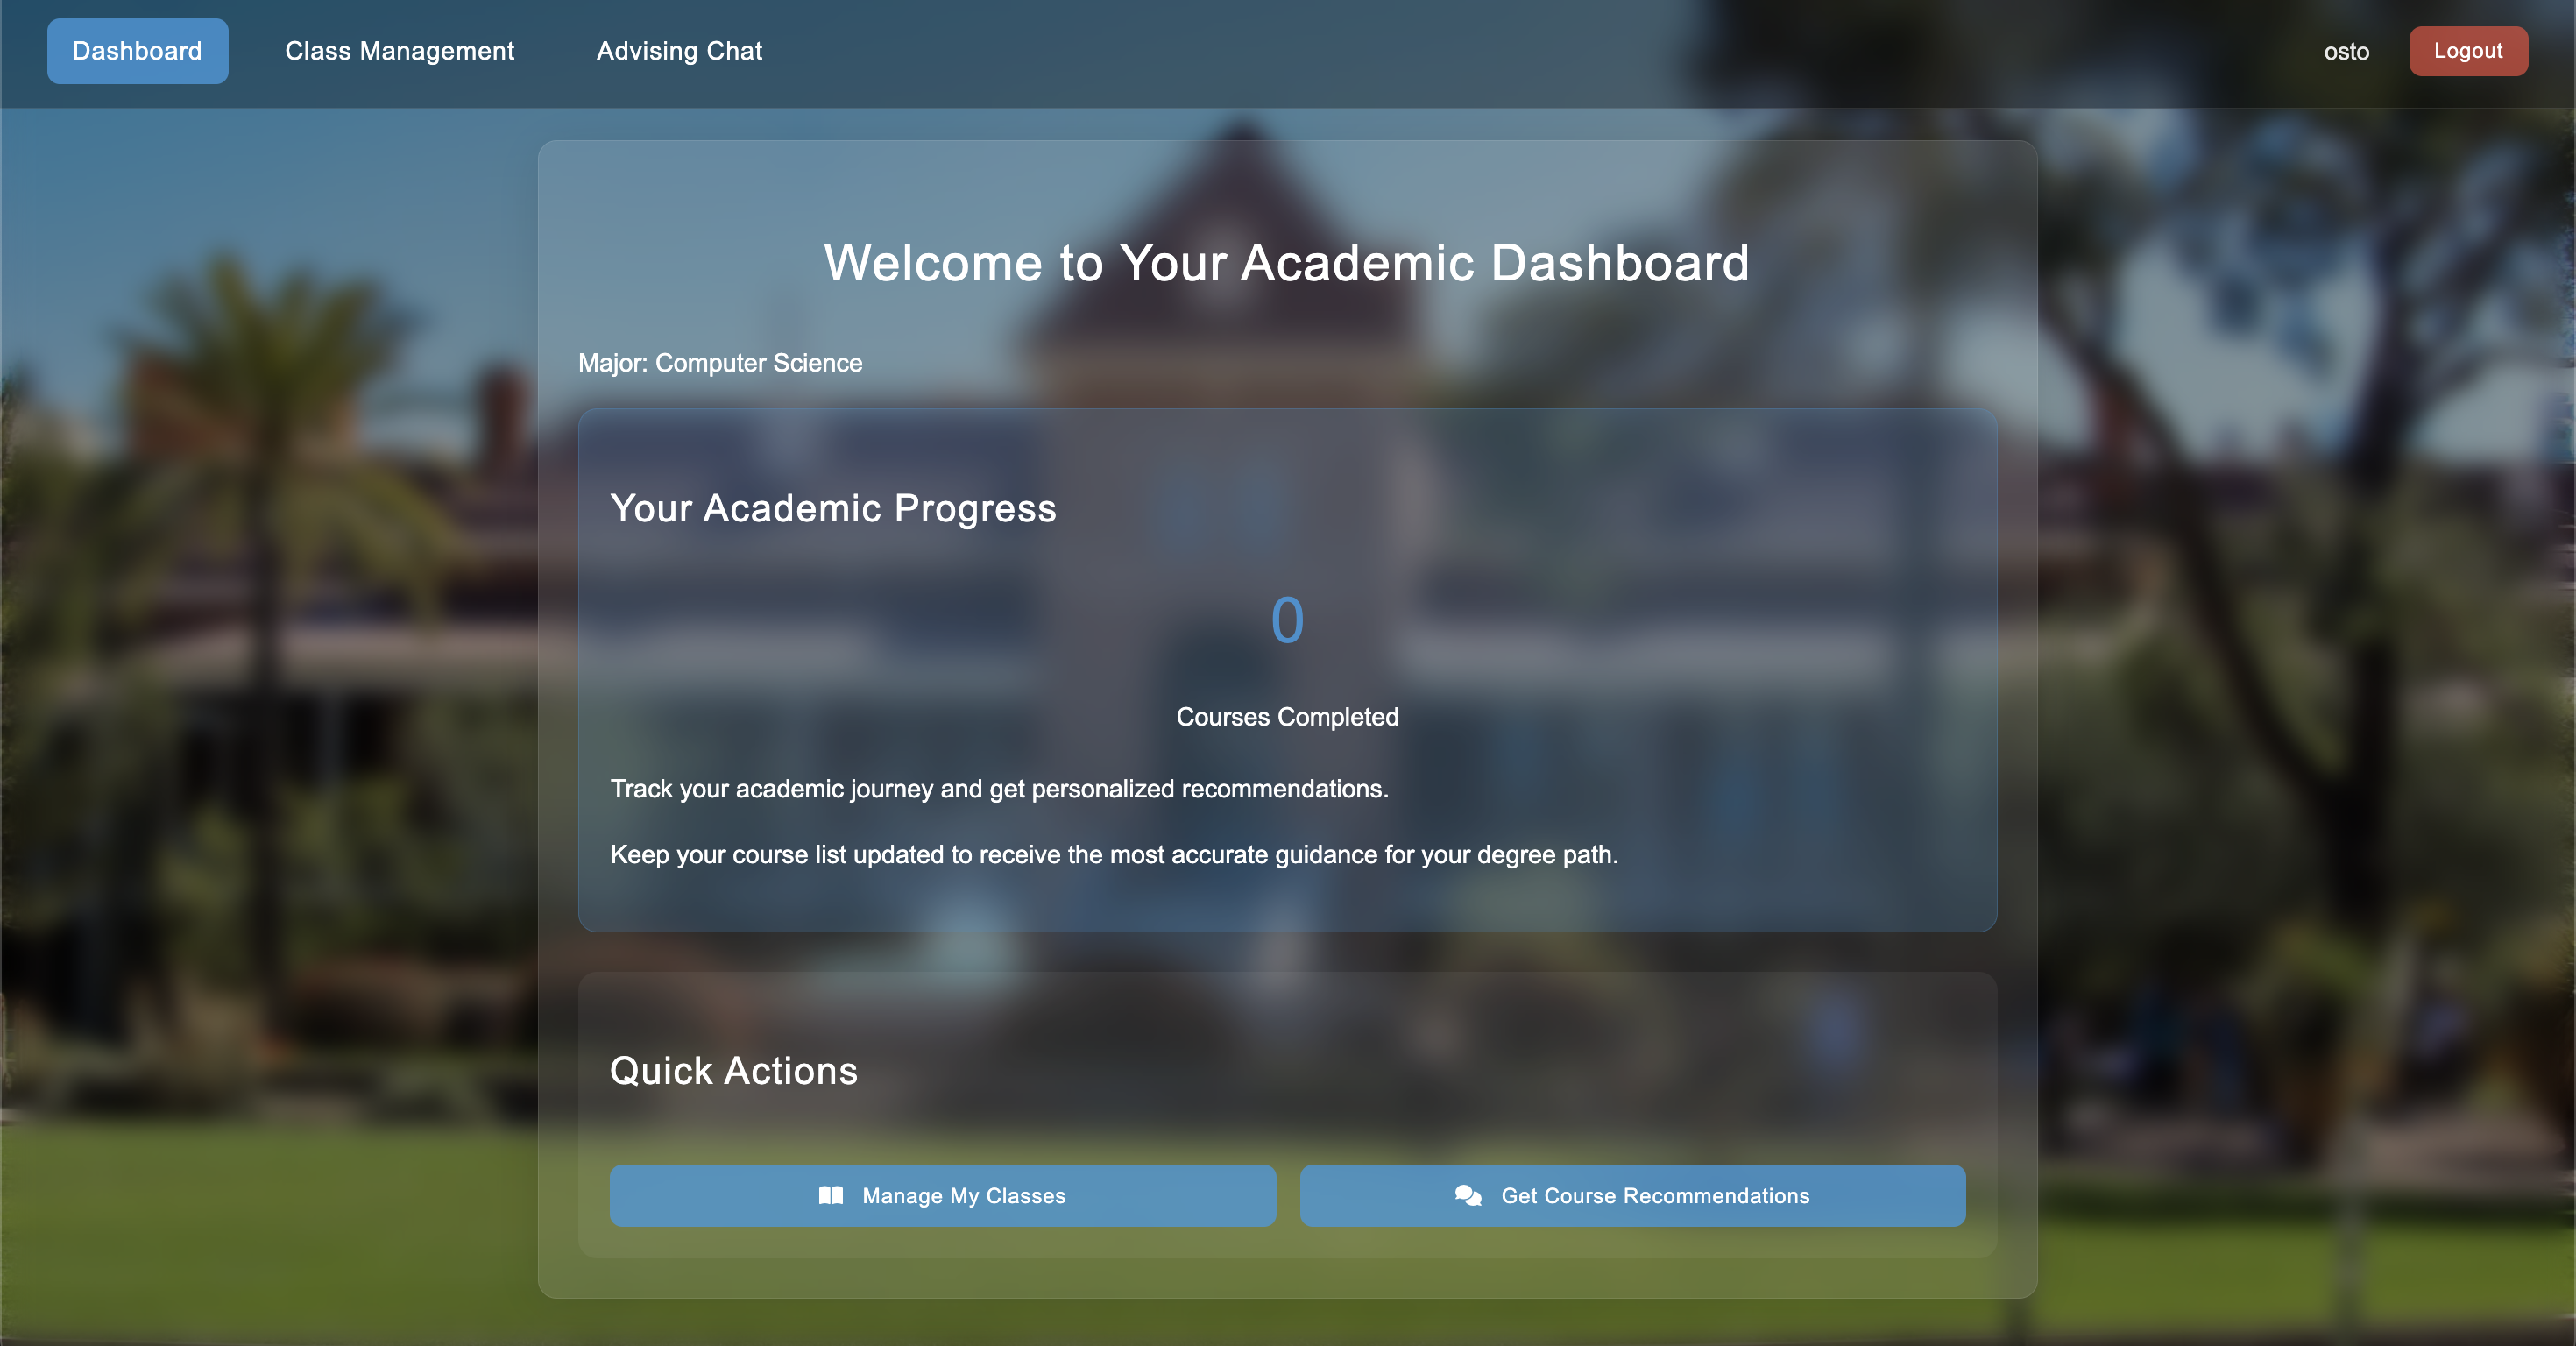 Dashboard Class Management Advising Chat osto Logout
Welcome to Your Academic Dashboard
Major: Computer Science
Your Academic Progress
0
Courses Completed
Track your academic journey and get personalized recommendations.
Keep your course list updated to receive the most accurate guidance for your degree path.
Quick Actions
Manage My Classes Get Course Recommendations